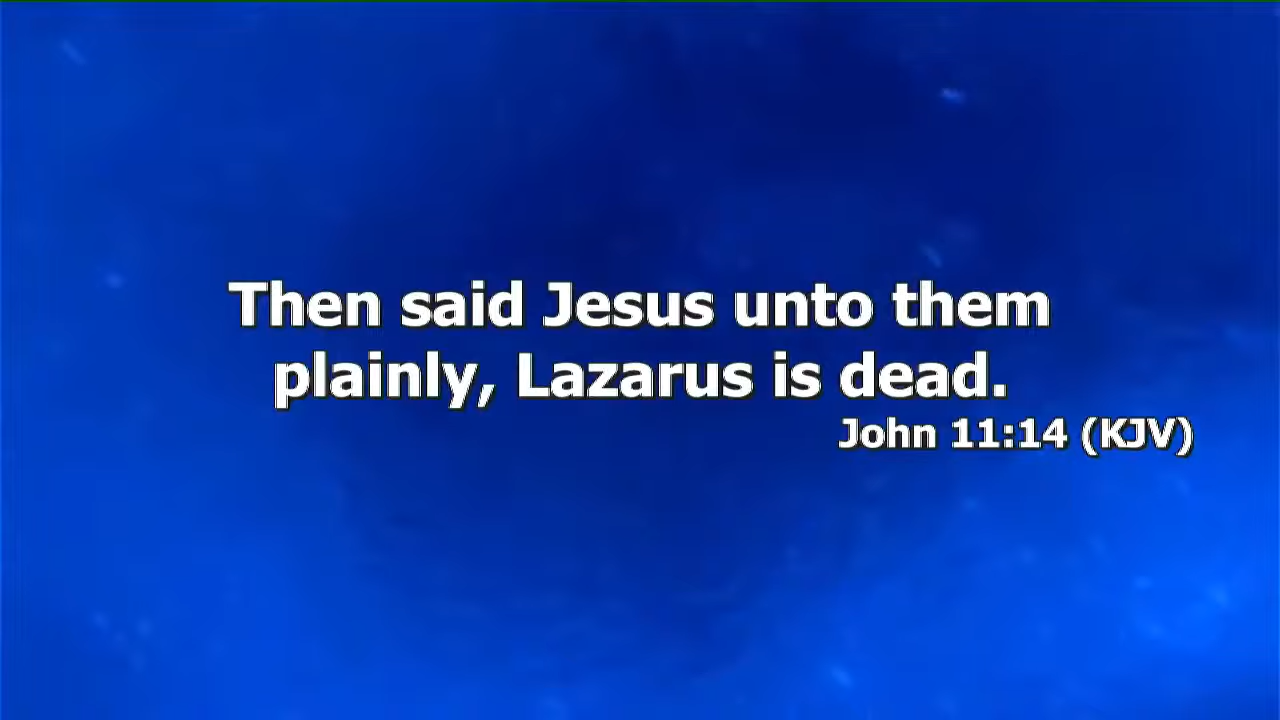 Then said Jesus unto them
plainly, Lazarus is dead.
John 11:14 (KJV)